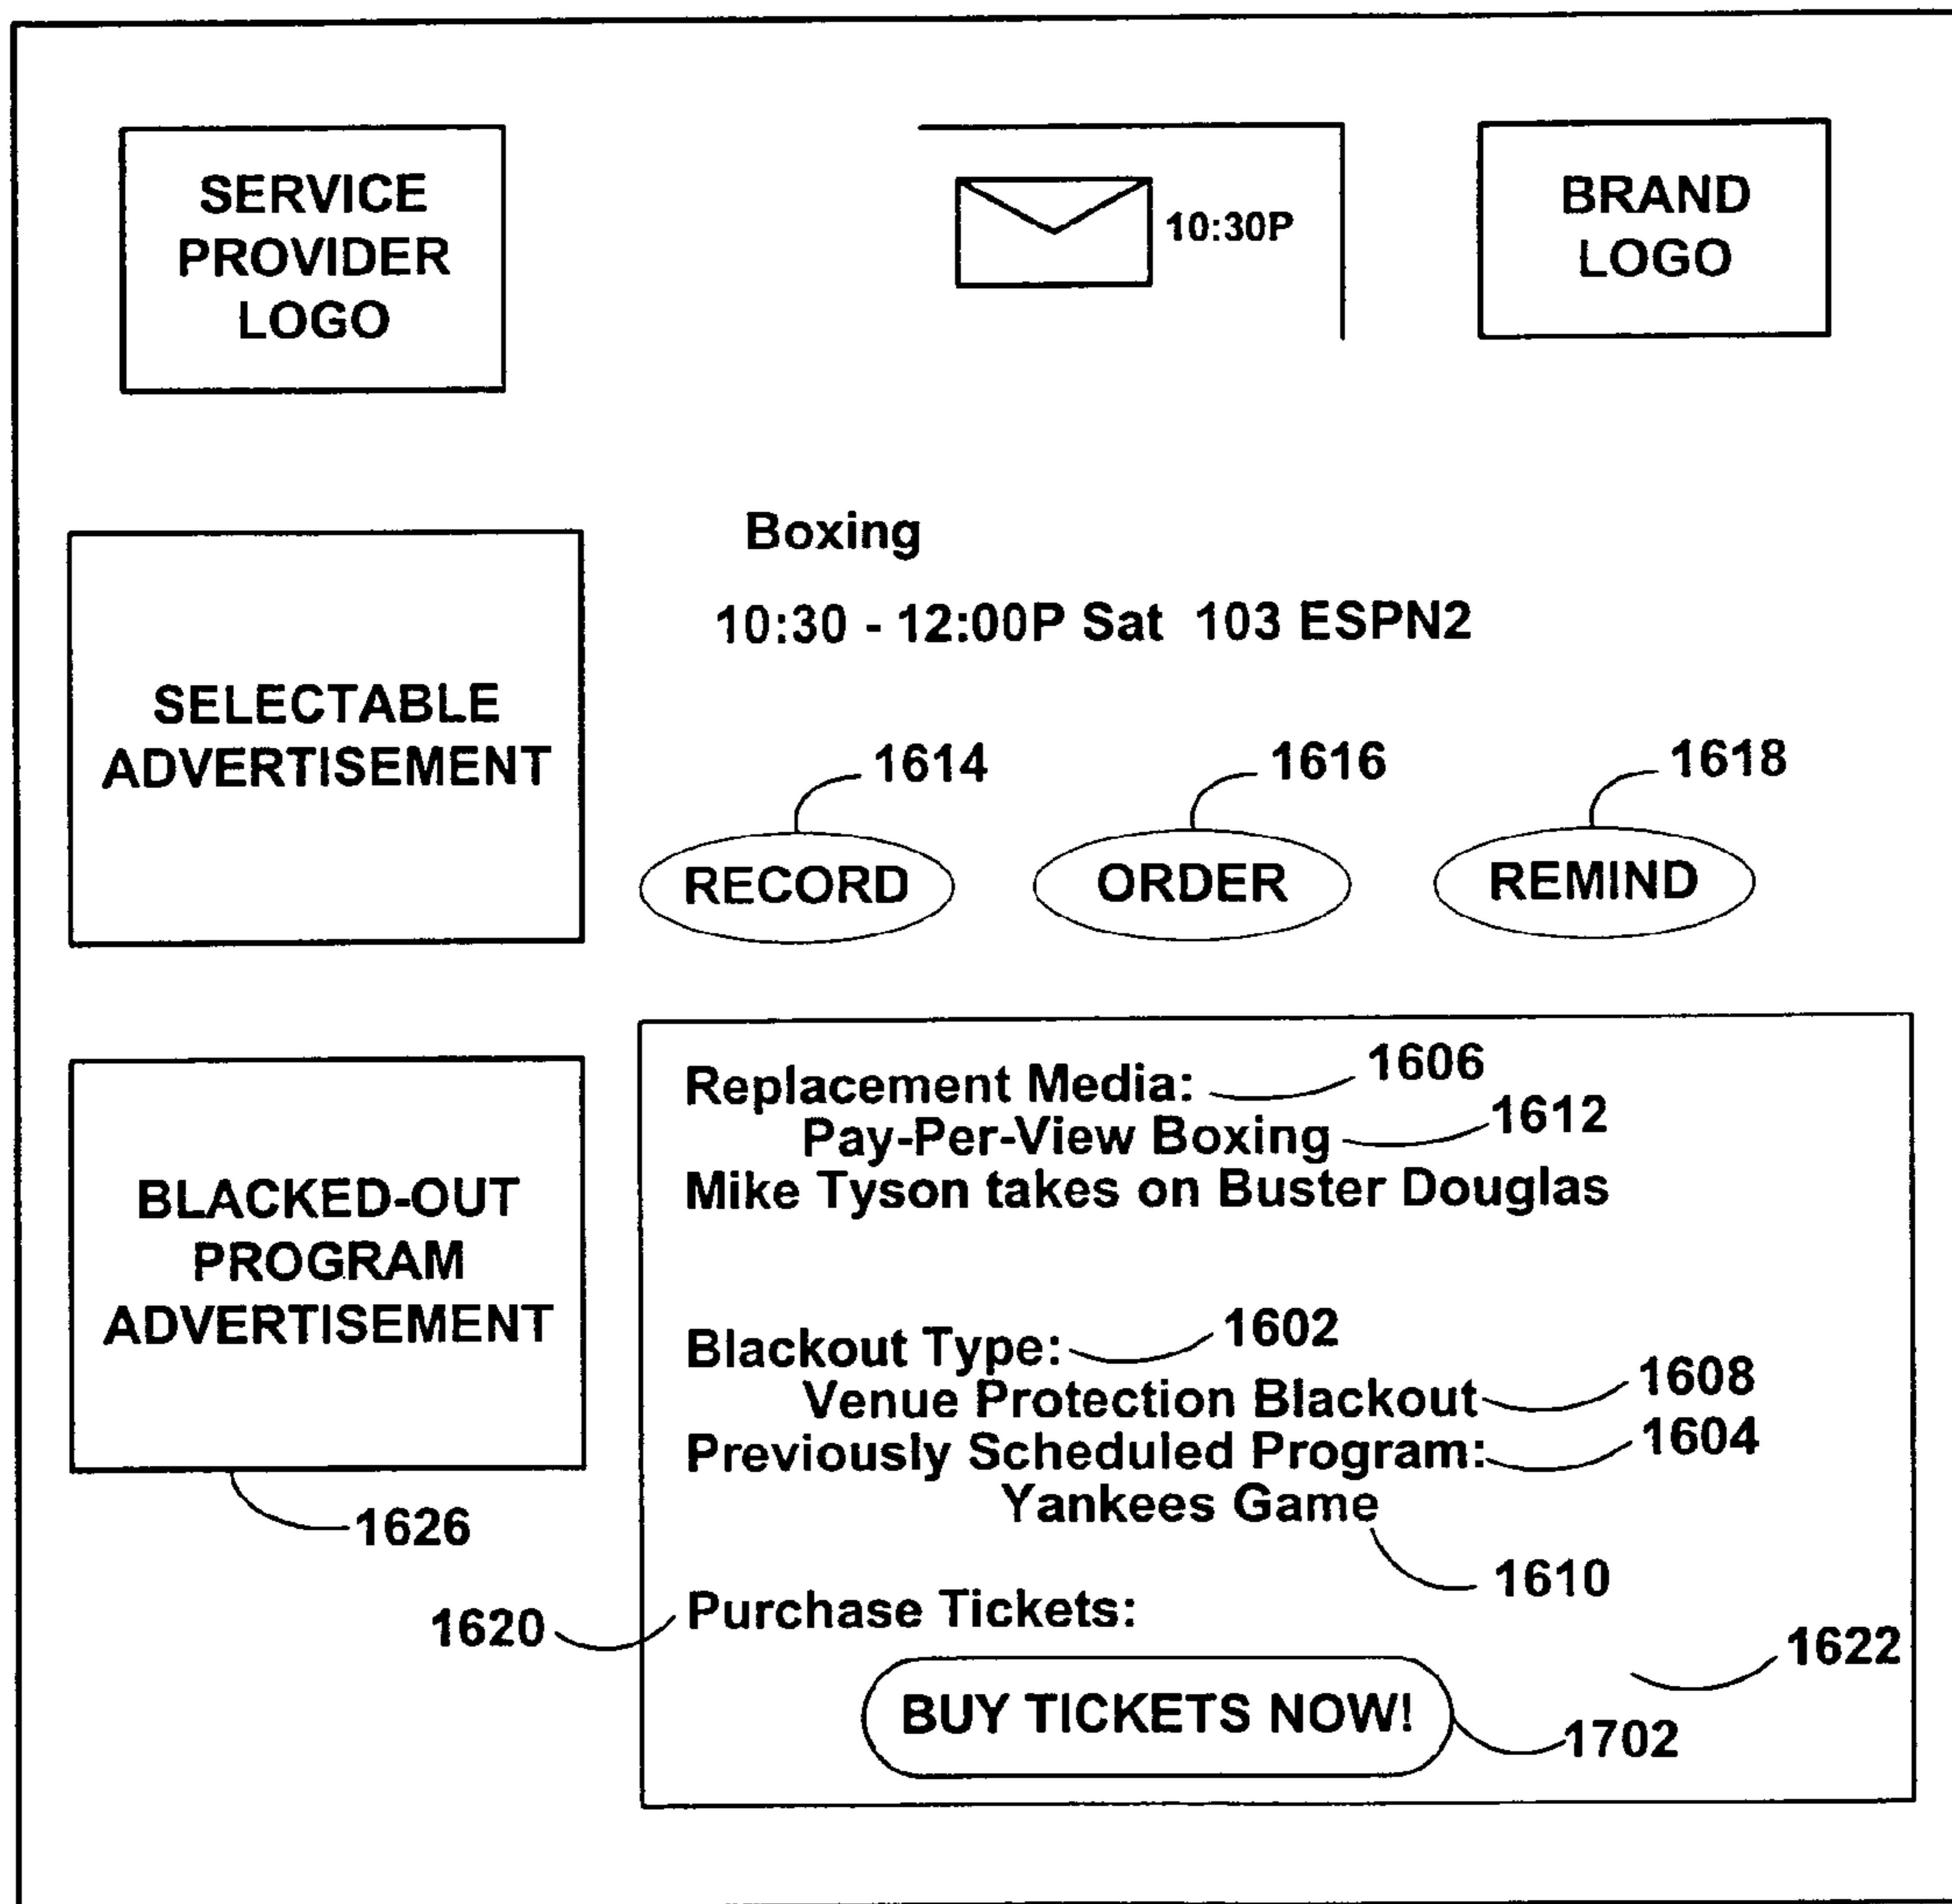 SERVICE
PROVIDER
LOGO
10:30P
BRAND
LOGO
Boxing
10:30 - 12:00P Sat 103 ESPN2
SELECTABLE
ADVERTISEMENT
1614
1616
1618
RECORD
ORDER
REMIND
Replacement Media:
1606
Pay-Per-View Boxing
1612
Mike Tyson takes on Buster Douglas
BLACKED-OUT
PROGRAM
ADVERTISEMENT
1626
Blackout Type:
1602
Venue Protection Blackout
1608
Previously Scheduled Program:
1604
Yankees Game
1610
1620
Purchase Tickets:
1622
BUY TICKETS NOW!
1702